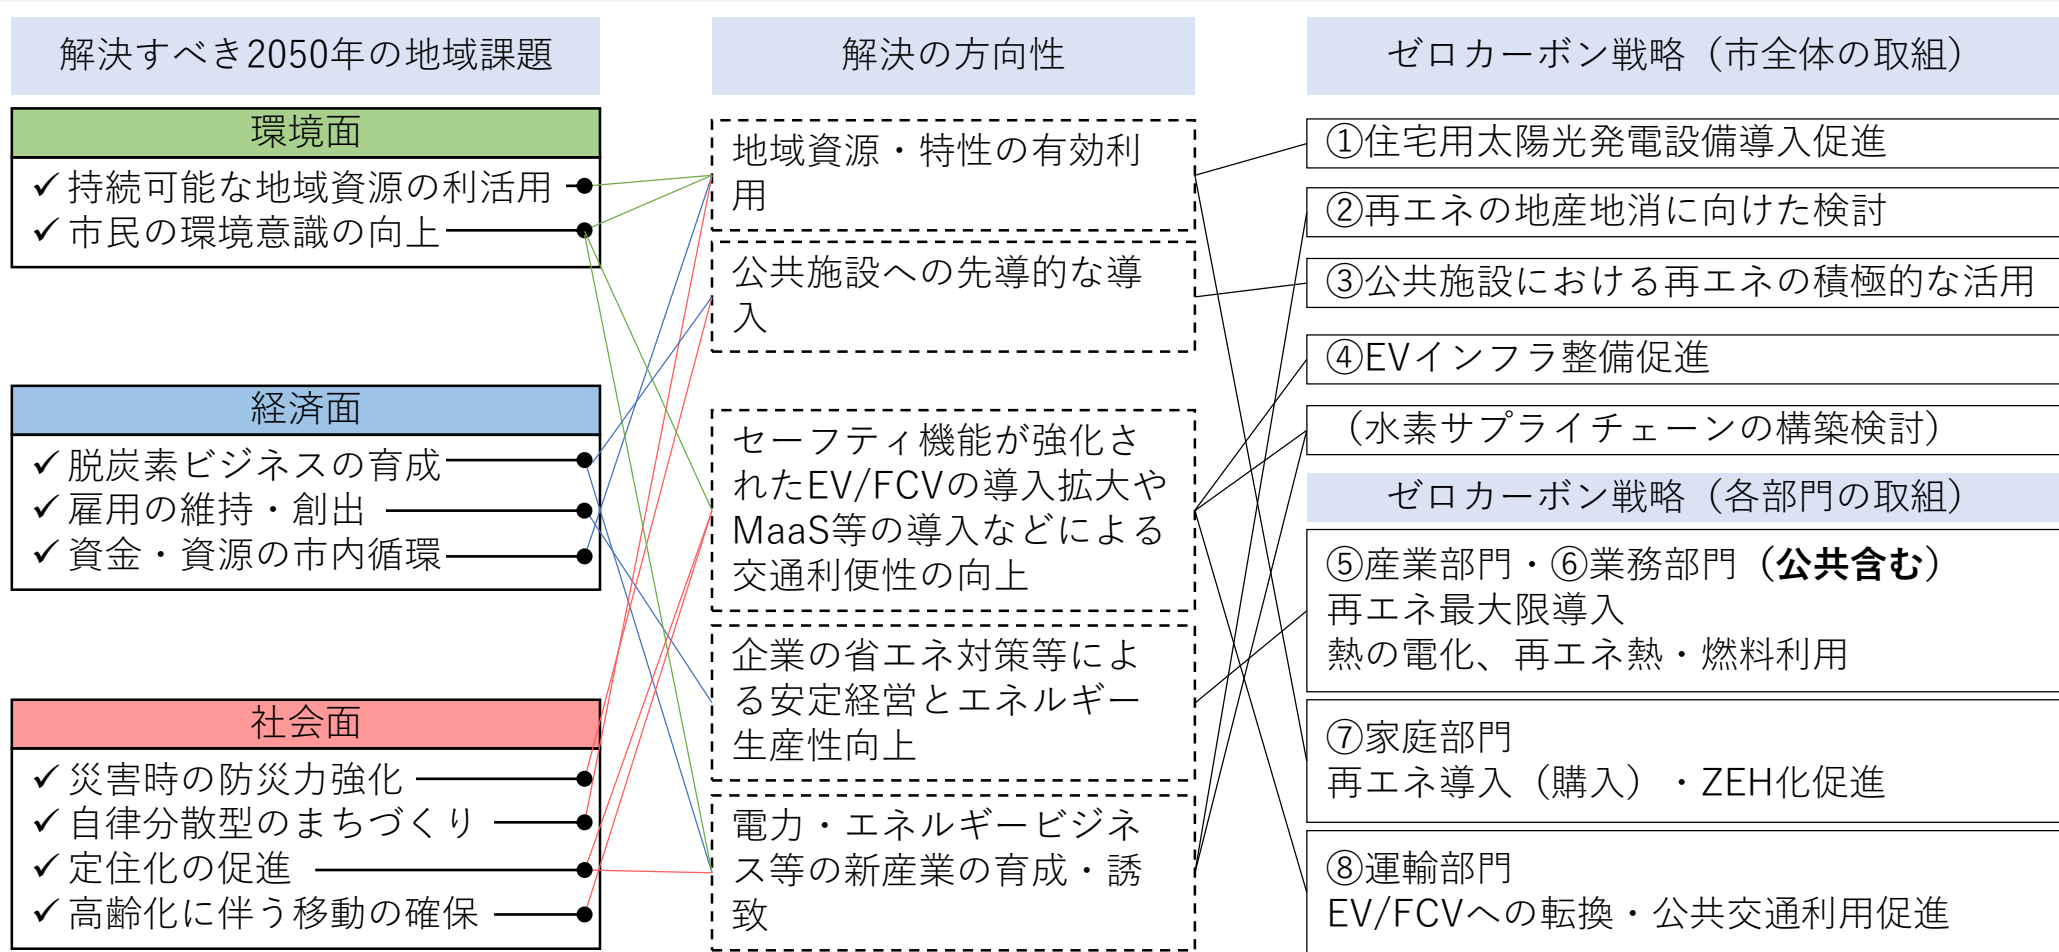 解決すべき2050年の地域課題
環境面
✓持続可能な地域資源の利活用
✓市民の環境意識の向上
経済面
✓脱炭素ビジネスの育成
✓雇用の維持・創出
✓資金・資源の市内循環
社会面
✓災害時の防災力強化
✓自律分散型のまちづくり
✓定住化の促進
✓高齢化に伴う移動の確保
解決の方向性
地域資源・特性の有効利
用
公共施設への先導的な導
入
セーフティ機能が強化さ
れたEV/FCVの導入拡大や
MaaS等の導入などによる
交通利便性の向上
企業の省エネ対策等によ
る安定経営とエネルギー
生産性向上
電力・エネルギービジネ
ス等の新産業の育成・誘
致
ゼロカーボン戦略（市全体の取組）
①住宅用太陽光発電設備導入促進
②再エネの地産地消に向けた検討
③公共施設における再エネの積極的な活用
④EVインフラ整備促進
（水素サプライチェーンの構築検討）
ゼロカーボン戦略（各部門の取組）
⑤産業部門・⑥業務部門（公共含む）
再エネ最大限導入
熱の電化、再エネ熱・燃料利用
⑦家庭部門
再エネ導入（購入）・ZEH化促進
⑧運輸部門
EV/FCVへの転換・公共交通利用促進